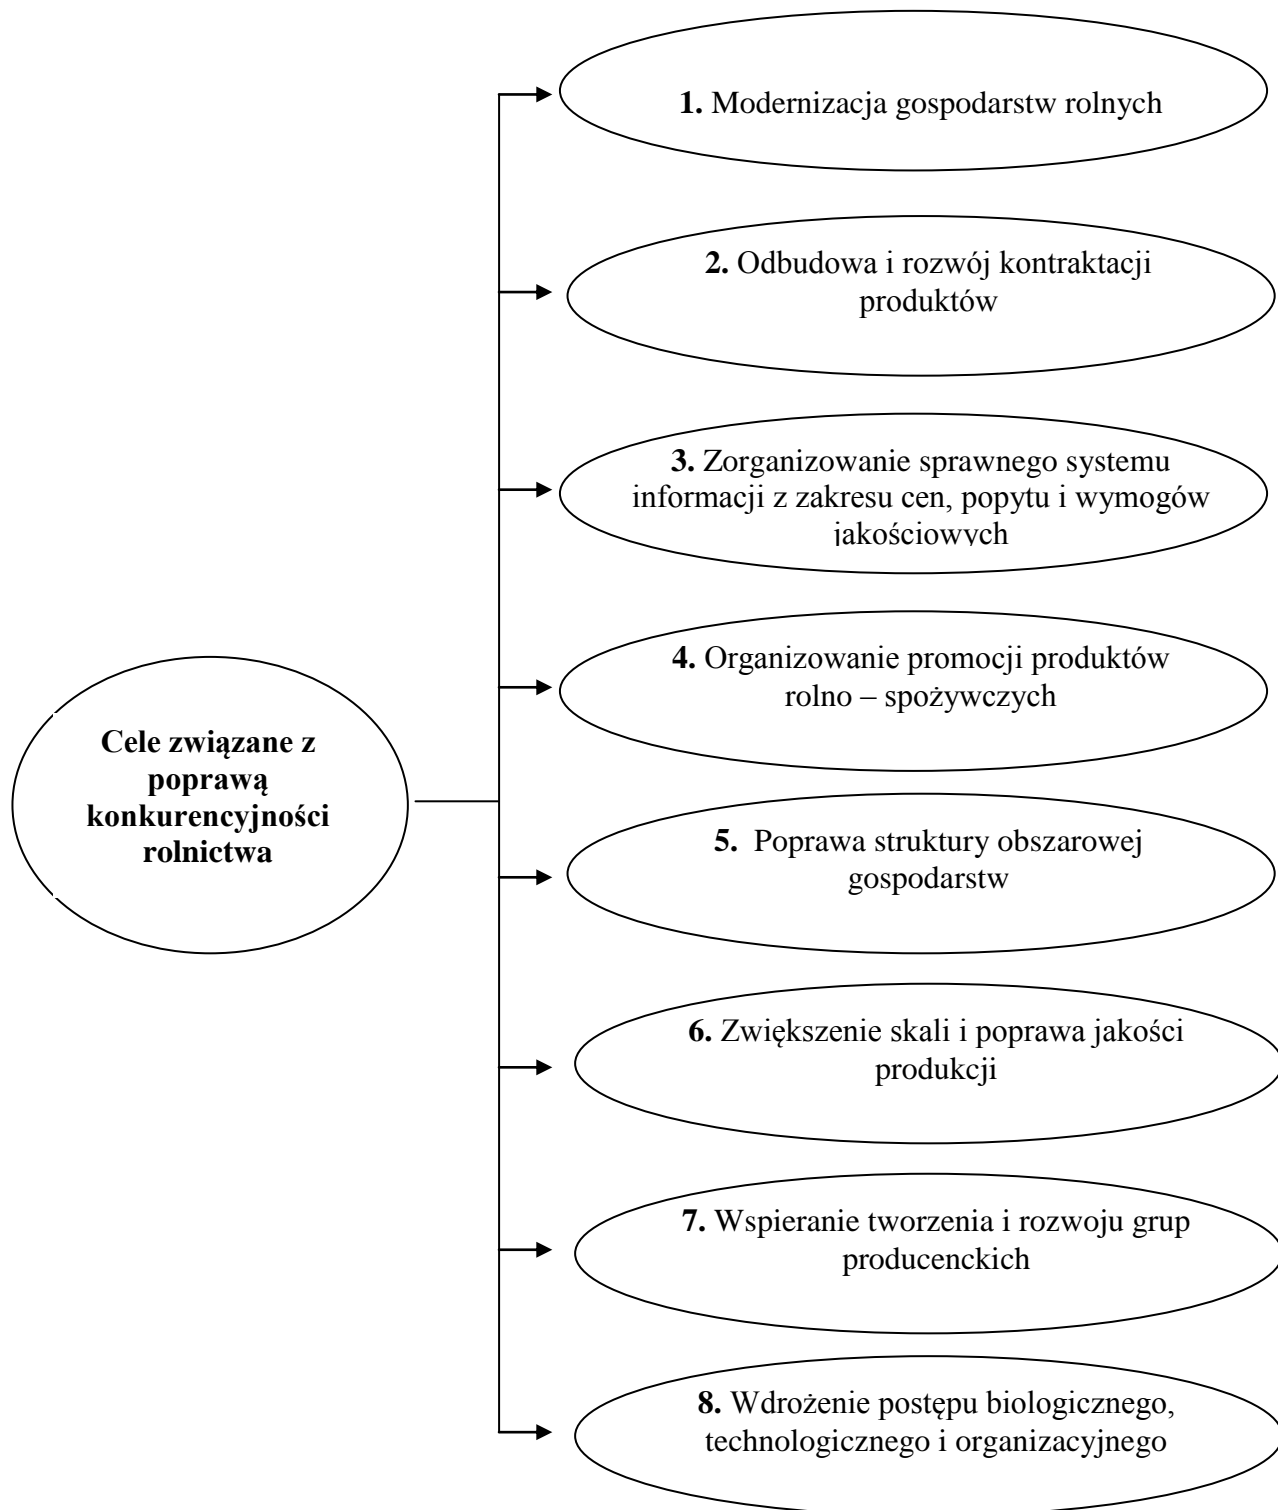 1. Modernizacja gospodarstw rolnych
2. Odbudowa i rozwój kontraktacji
produktów
3. Zorganizowanie sprawnego systemu
informacji z zakresu cen, popytu i wymogów
jakościowych
4. Organizowanie promocji produktów
rolno – spożywczych
Cele związane z
poprawą
konkurencyjności
rolnictwa
5. Poprawa struktury obszarowej
gospodarstw
6. Zwiększenie skali i poprawa jakości
produkcji
7. Wspieranie tworzenia i rozwoju grup
producenckich
8. Wdrożenie postępu biologicznego,
technologicznego i organizacyjnego